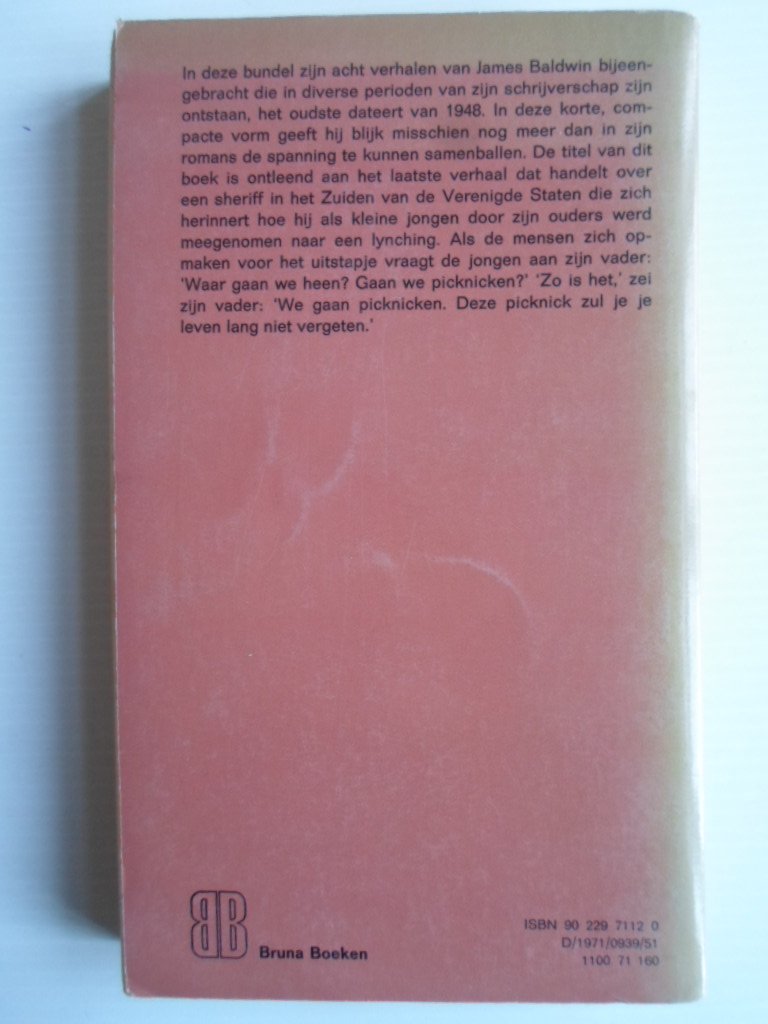 In deze bundel zijn acht verhalen van James Baldwin bijeen-
gebracht die in diverse perioden van zijn schrijverschap zijn
ontstaan, het oudste dateert van 1948. In deze korte, com-
pacte vorm geeft hij blijk misschien nog meer dan in zijn
romans de spanning te kunnen samenballen. De titel van dit
boek is ontleend aan het laatste verhaal dat handelt over
een sheriff in het Zuiden van de Verenigde Staten die zich
herinnert hoe hij als kleine jongen door zijn ouders werd
meegenomen naar een lynching. Als de mensen zich op-
maken voor het uitstapje vraagt de jongen aan zijn vader:
'Waar gaan we heen? Gaan we picknicken?' 'Zo is het,' zei
zijn vader: 'We gaan picknicken. Deze picknick zul je je
leven lang niet vergeten.'
BB
Bruna Boeken
ISBN 90 229 7112 0
D/1971/0939/51
1100 71 160